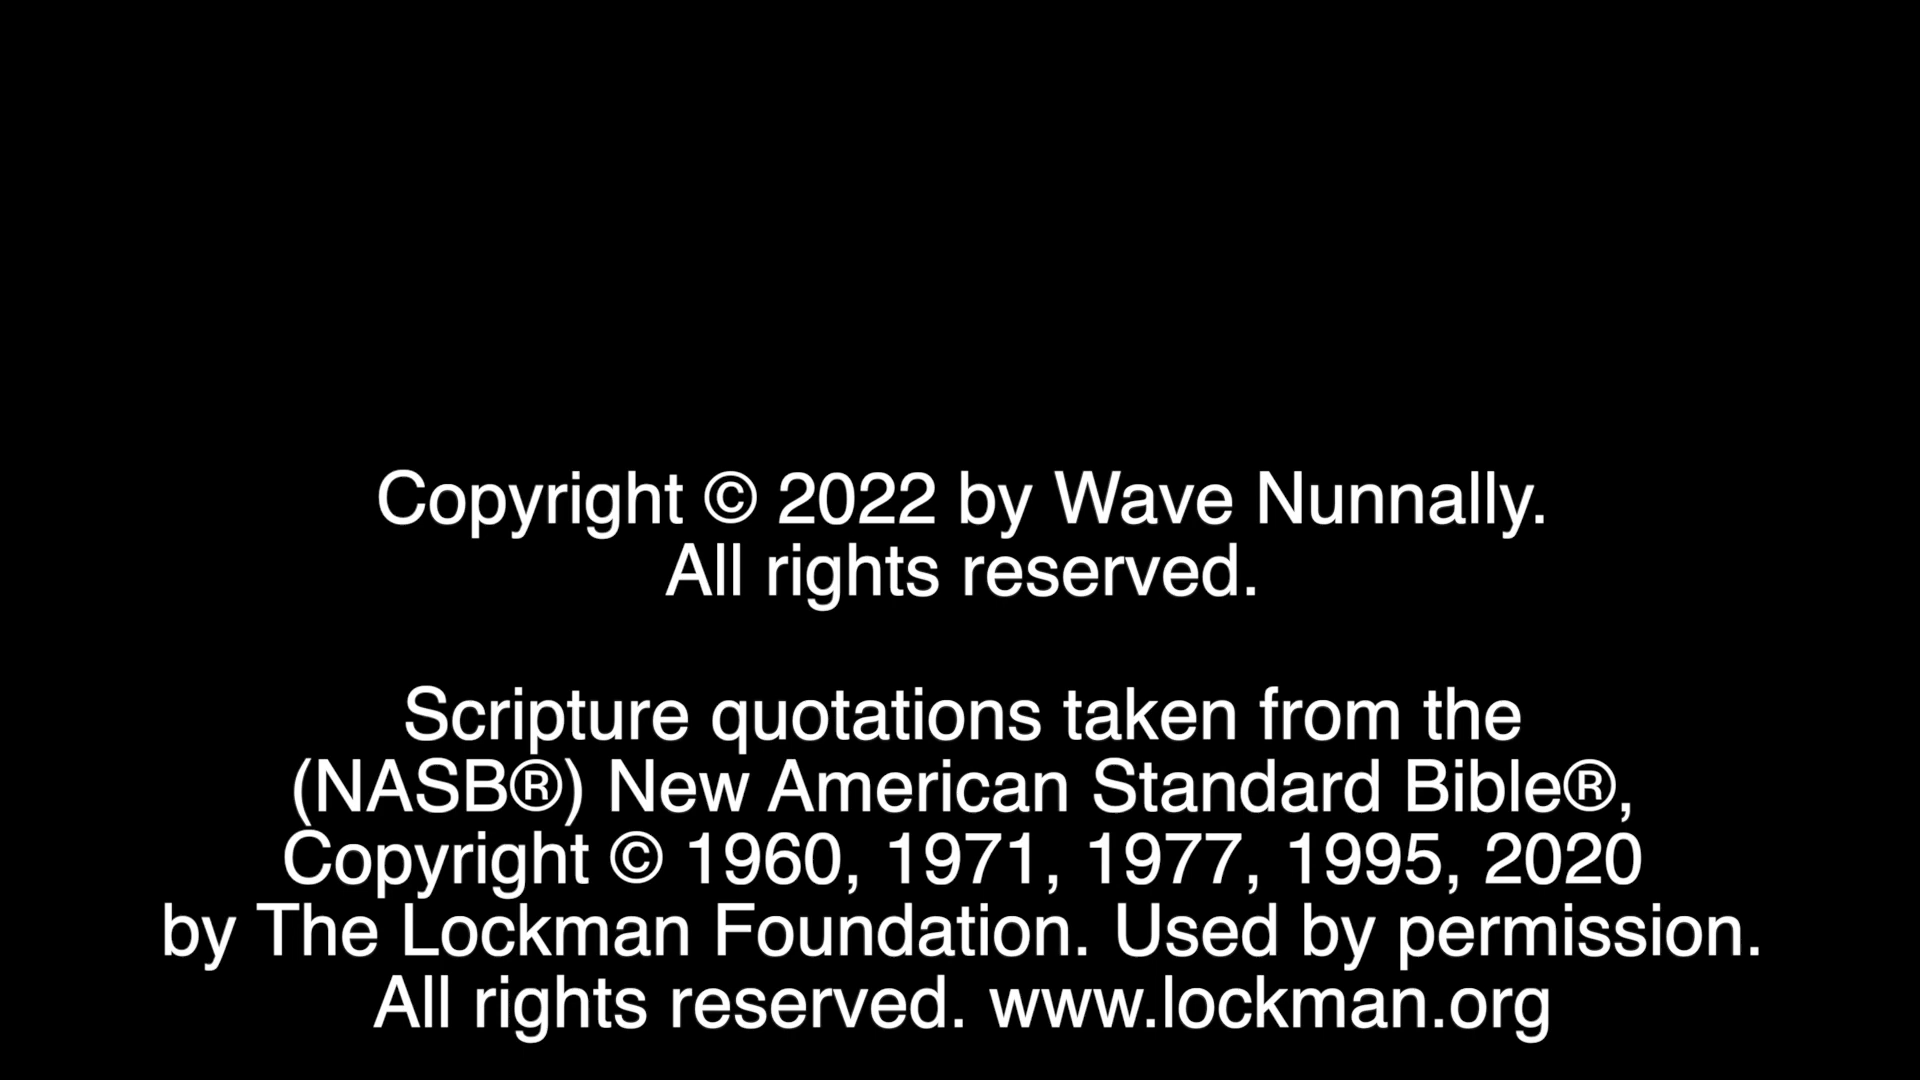 Copyright © 2022 by Wave Nunnally.
All rights reserved.
Scripture quotations taken from the
(NASB®) New American Standard Bible®,
Copyright © 1960, 1971, 1977, 1995, 2020
by The Lockman Foundation. Used by permission.
All rights reserved. www.lockman.org